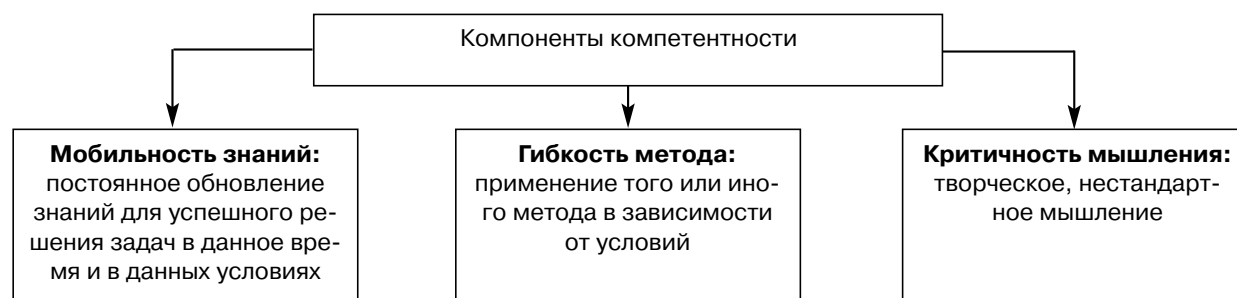 Компоненты компетентности
Мобильность знаний:
постоянное обновление
знаний для успешного ре-
шения задач в данное вре-
мя и в данных условиях
Гибкость метода:
применение того или ино-
го метода в зависимости
от условий
Критичность мышления:
творческое, нестандарт-
ное мышление